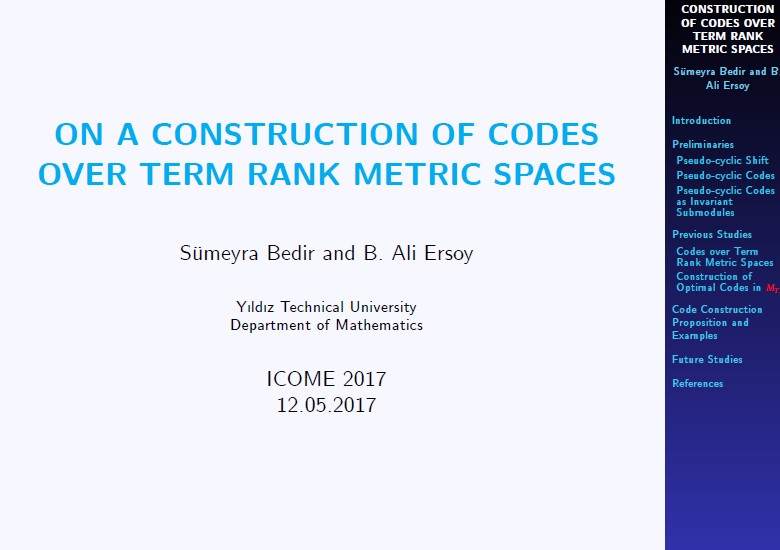 ON A CONSTRUCTION OF CODES
OVER TERM RANK METRIC SPACES
Sümeyra Bedir and B. Ali Ersoy
Yıldız Technical University
Department of Mathematics
ICOME 2017
12.05.2017
CONSTRUCTION
OF CODES OVER
TERM RANK
METRIC SPACES
Sümeyra Bedir and B.
Ali Ersoy
Introduction
Preliminaries
Pseudo-cyclic Shift
Pseudo-cyclic Codes
Pseudo-cyclic Codes
as Invariant
Submodules
Previous Studies
Codes over Term
Rank Metric Spaces
Construction of
Optimal Codes in
Code Construction
Proposition and
Examples
Future Studies
References